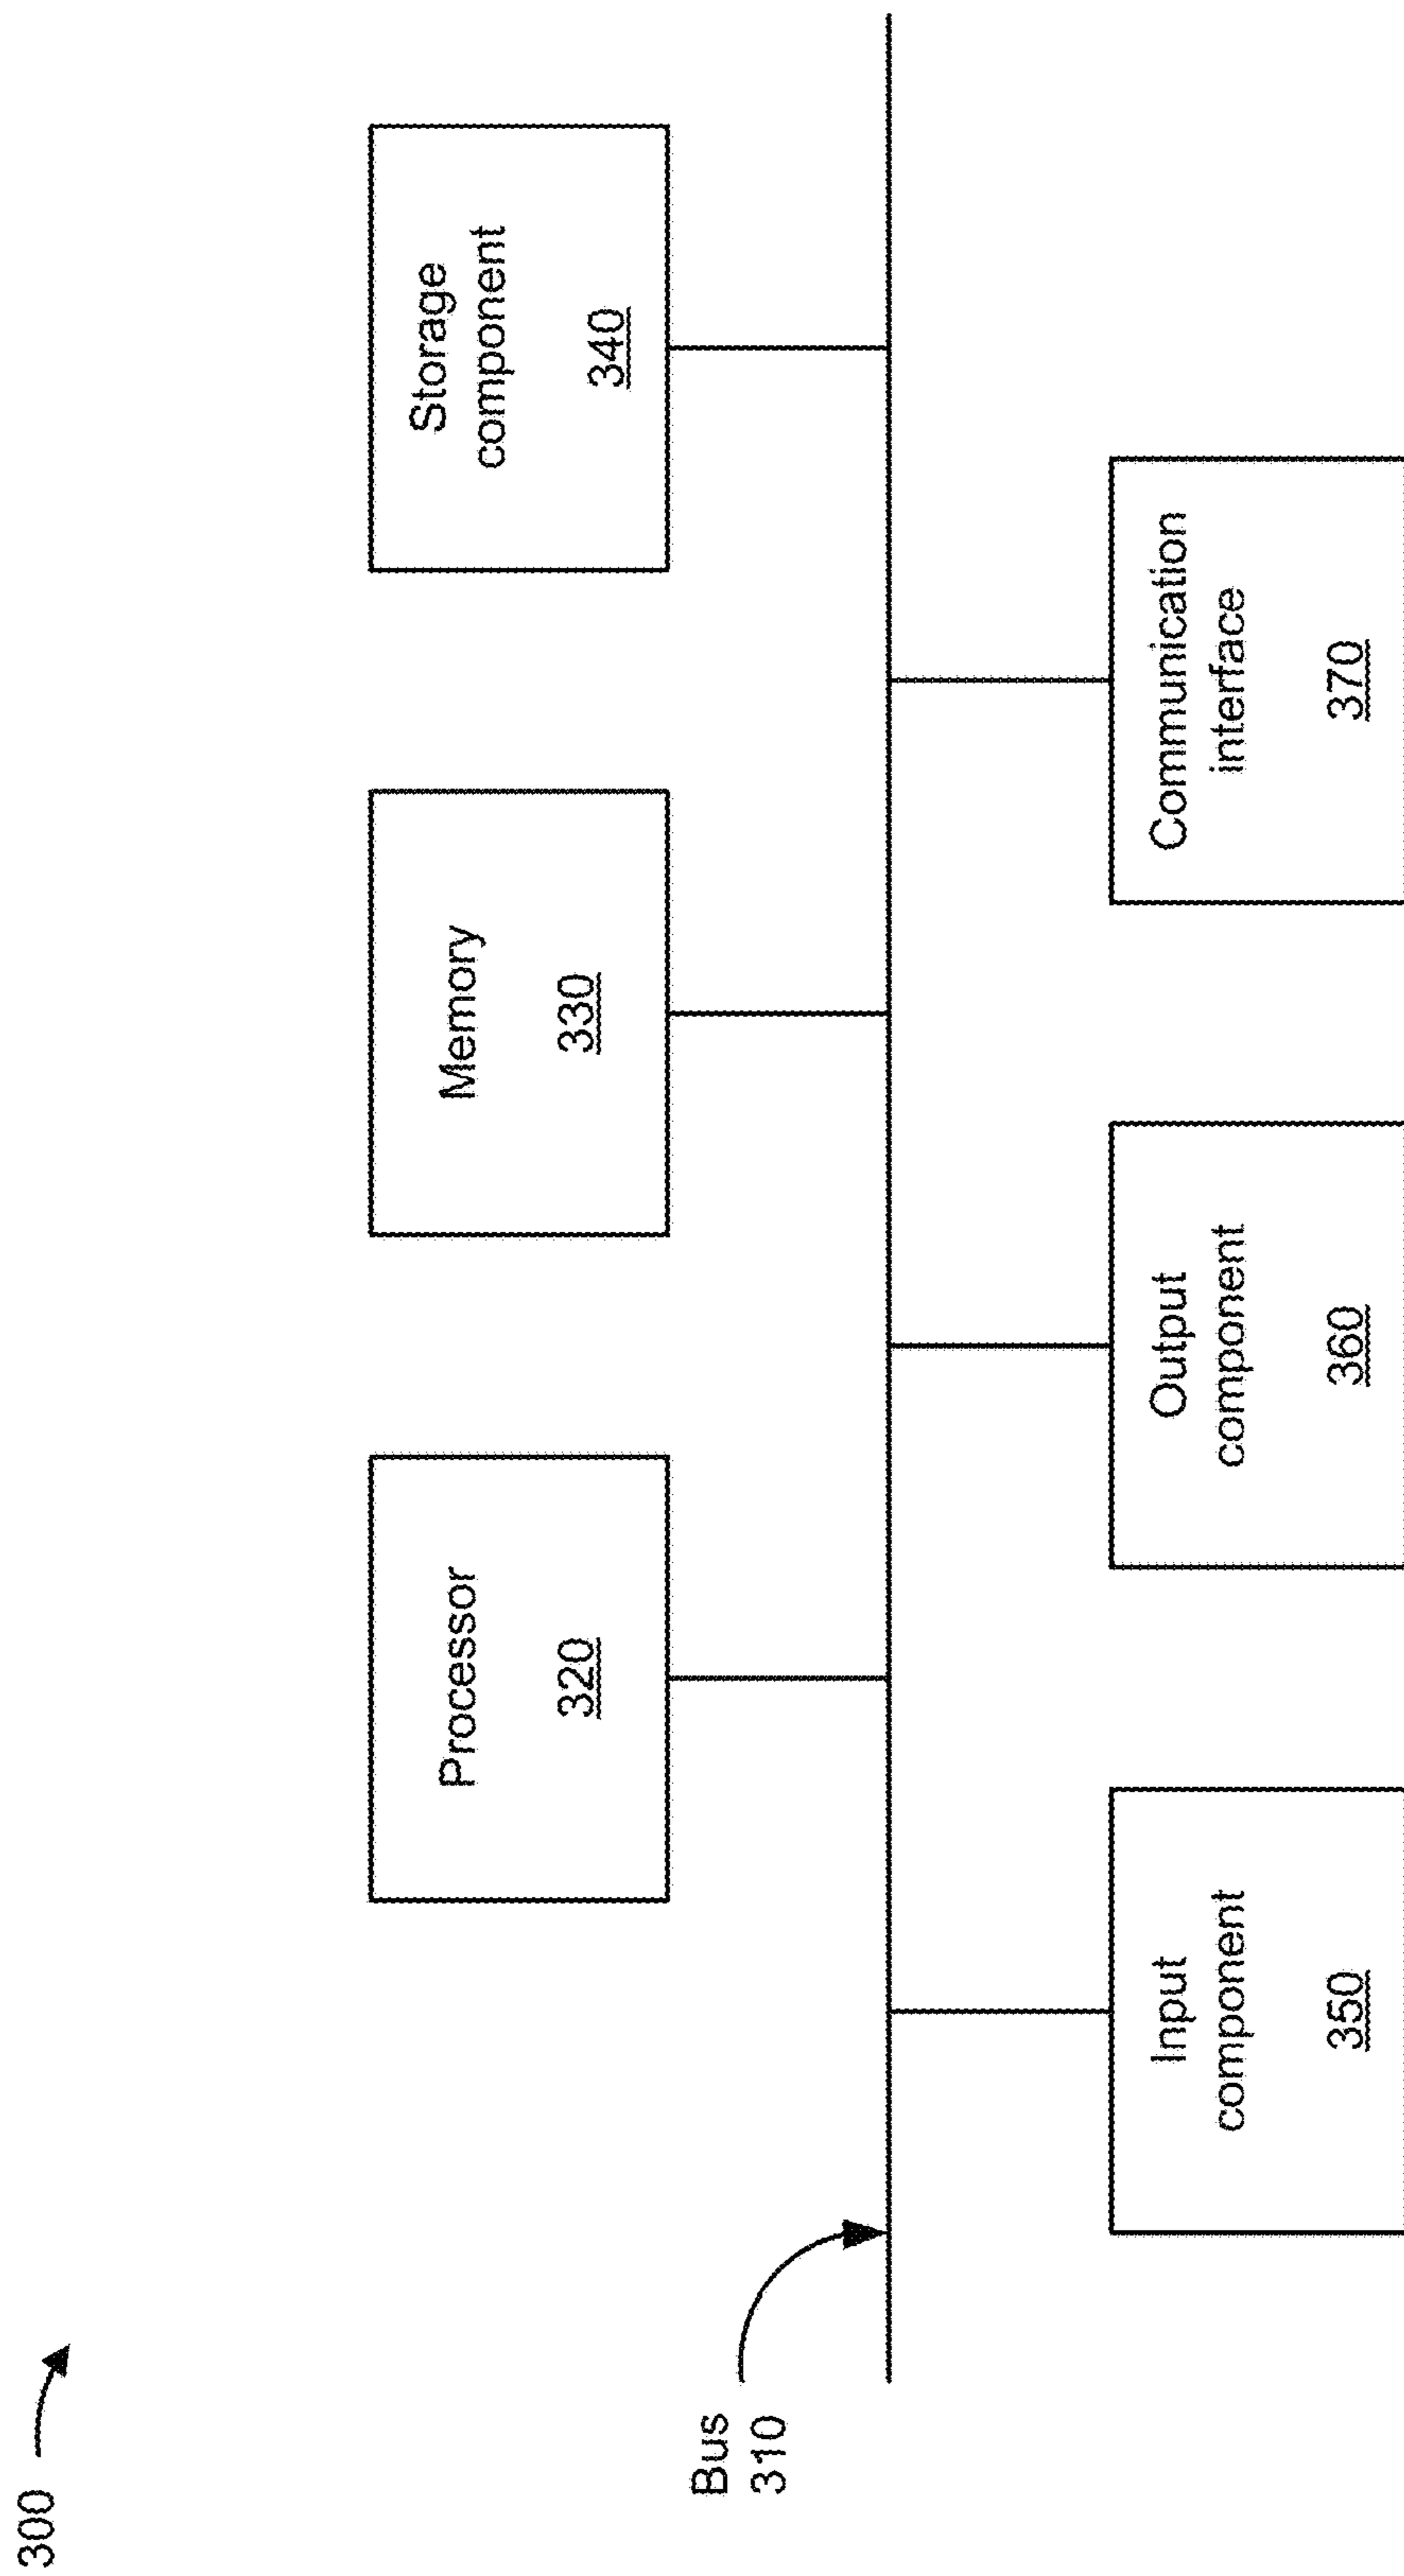 300
Processor
320
Memory
330
Storage
component
340
Bus
310
Input
component
350
Output
component
360
Communication
interface
370